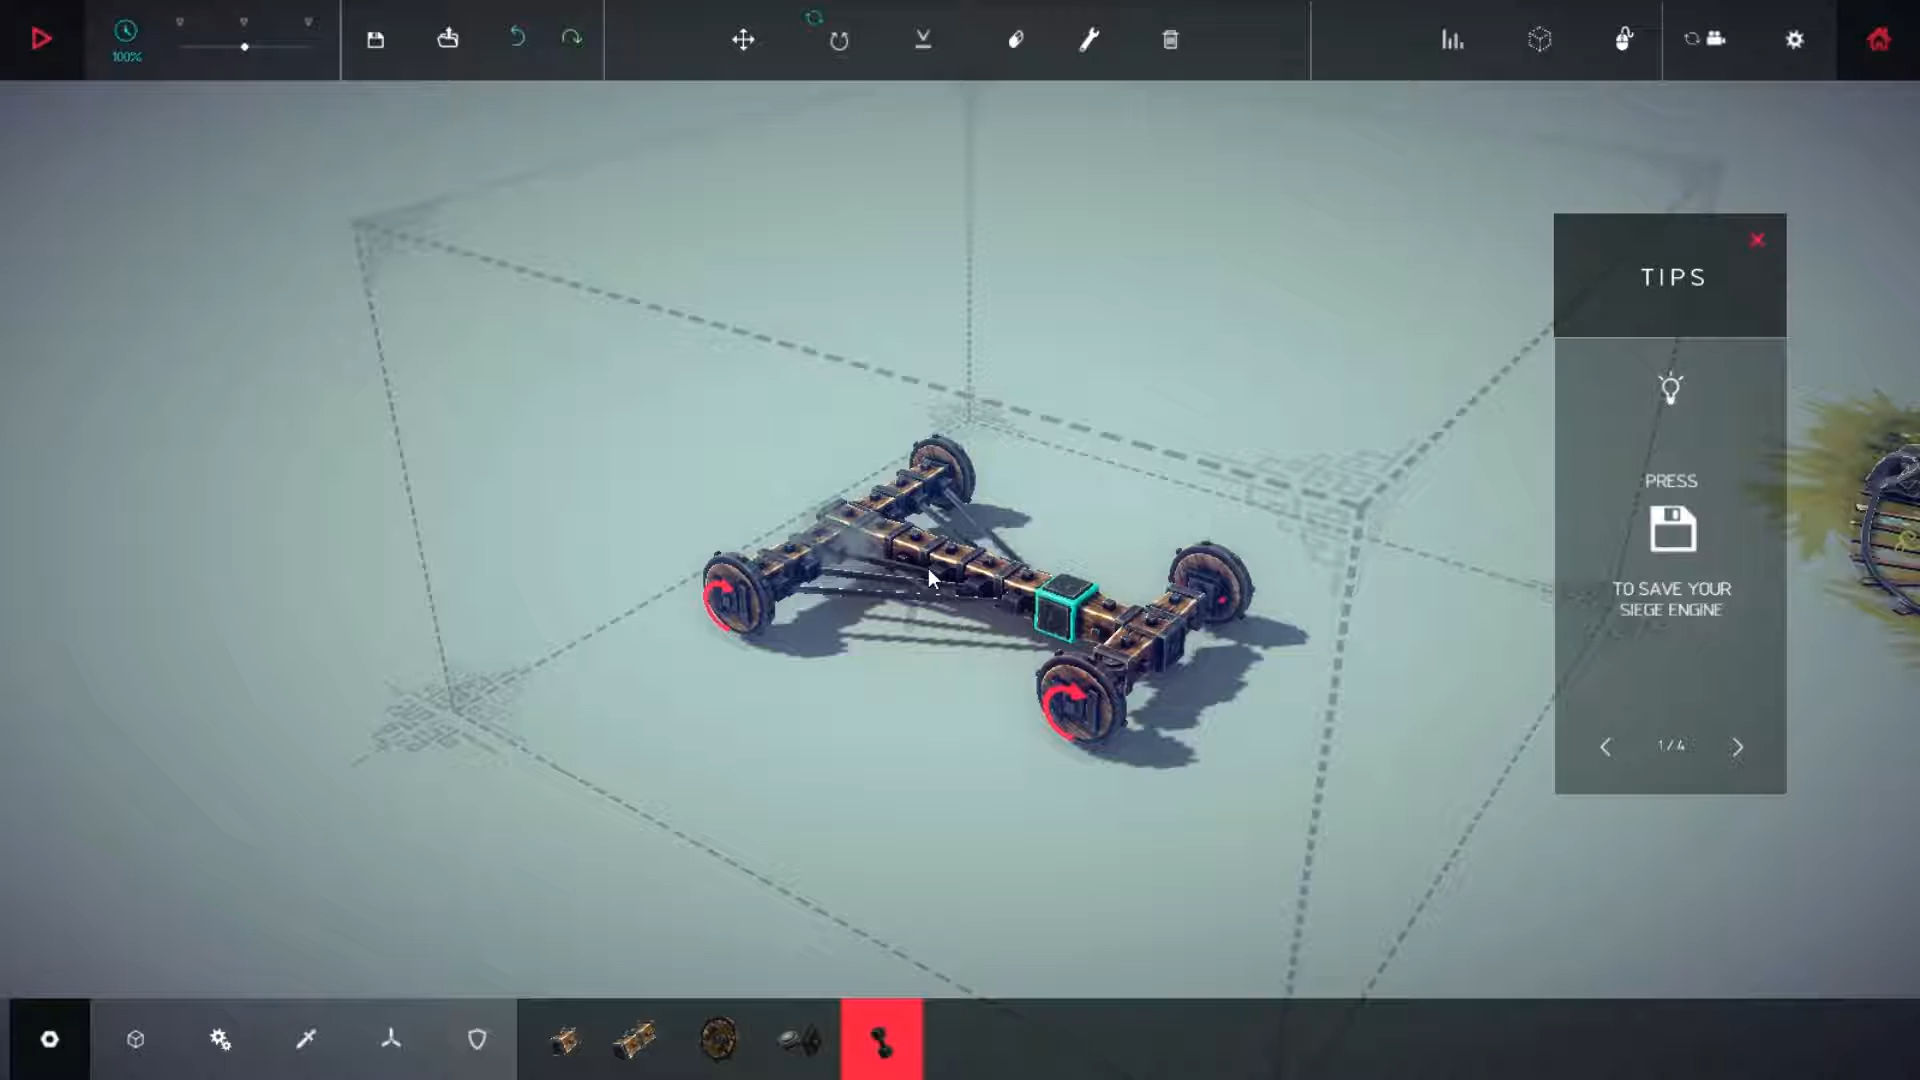 100%
TIPS
PRESS
TO SAVE YOUR
SIEGE ENGINE
1/4